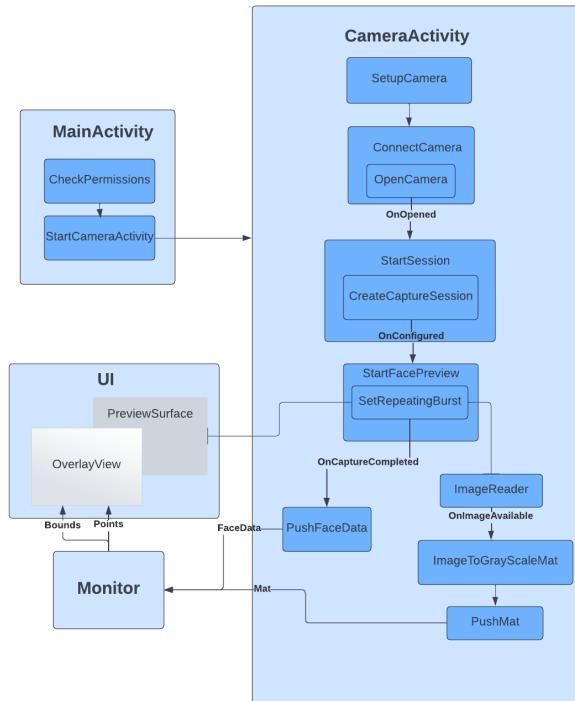 CameraActivity
SetupCamera
MainActivity
ConnectCamera
CheckPermissions
OpenCamera
OnOpened
StartCameraActivity
StartSession
CreateCaptureSession
OnConfigured
UI
StartFacePreview
SetRepeatingBurst
PreviewSurface
OverlayView
OnCaptureCompleted
ImageReader
OnImageAvailable
Bounds
Points
FaceData
PushFaceData
ImageToGrayScaleMat
Monitor
Mat
PushMat